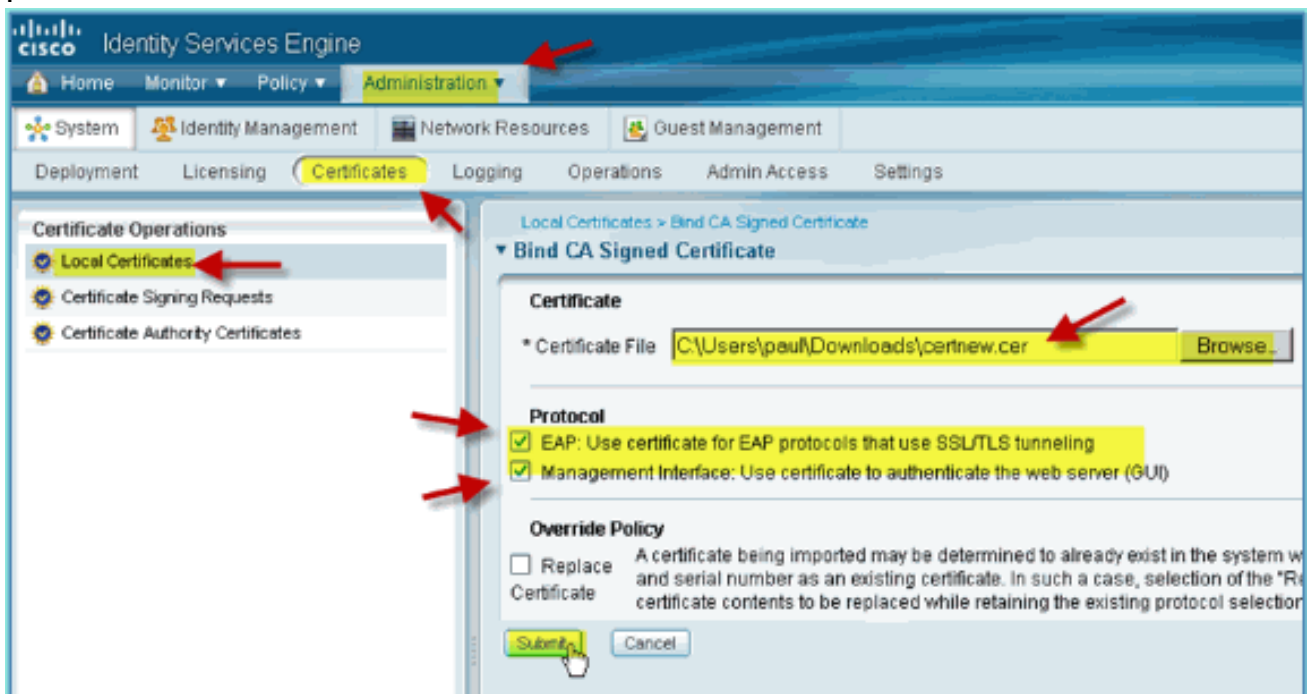 cisco Identity Services Engine
Home Monitor Policy Administration
System Identity Management Network Resources Guest Management
Deployment Licensing Certificates Logging Operations Admin Access Settings
Certificate Operations
Local Certificates
Certificate Signing Requests
Certificate Authority Certificates
Local Certificates > Bind CA Signed Certificate
Bind CA Signed Certificate
Certificate
* Certificate File C:\Users\paul\Downloads\certnew.cer Browse...
Protocol
EAP: Use certificate for EAP protocols that use SSL/TLS tunneling
Management Interface: Use certificate to authenticate the web server (GUI)
Override Policy
Replace Certificate
A certificate being imported may be determined to already exist in the system w
and serial number as an existing certificate. In such a case, selection of the "Re
certificate contents to be replaced while retaining the existing protocol selection
Submit Cancel